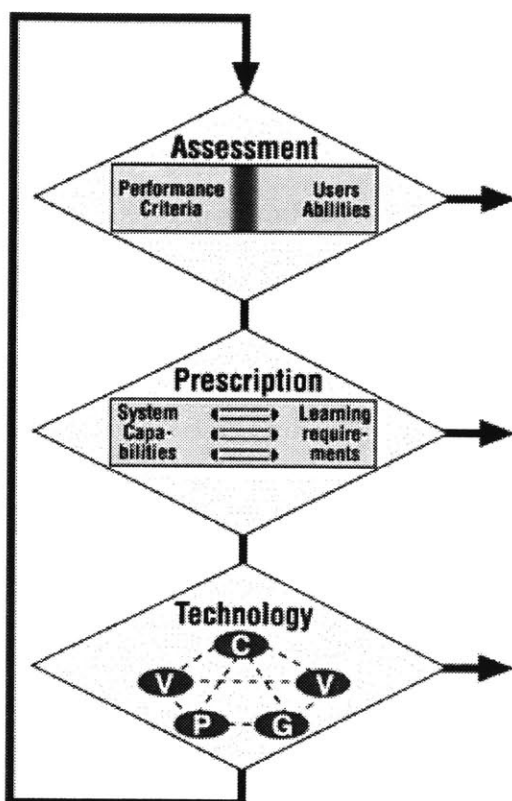 Assessment
Performance Criteria
Users Abilities
Prescription
System Capa-
bilities
Learning require-
ments
Technology
C
V
V
P
G